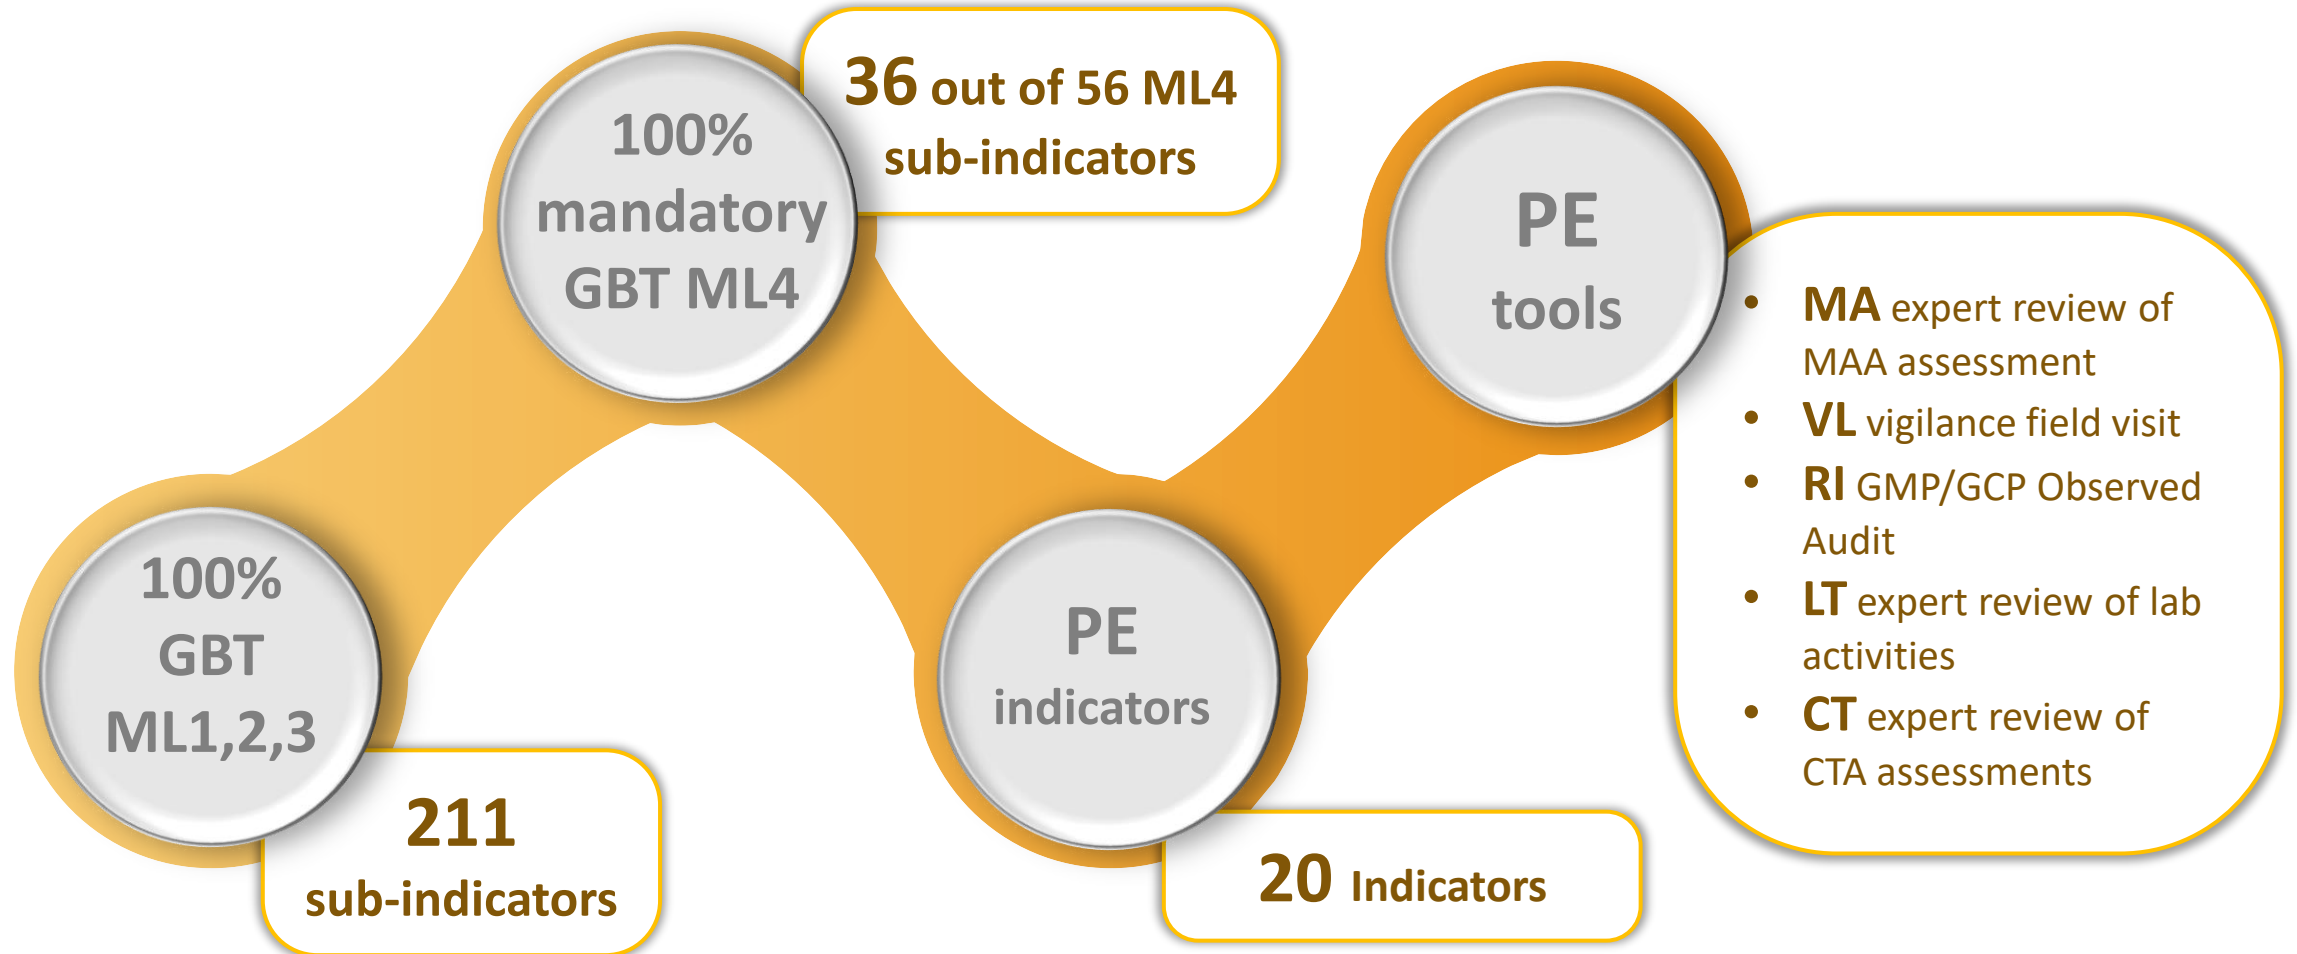 100%
GBT
ML1,2,3
211
sub-indicators
100%
mandatory
GBT ML4
36 out of 56 ML4
sub-indicators
PE
indicators
20 Indicators
PE
tools
• MA expert review of
MAA assessment
• VL vigilance field visit
• RI GMP/GCP Observed
Audit
• LT expert review of lab
activities
• CT expert review of
CTA assessments